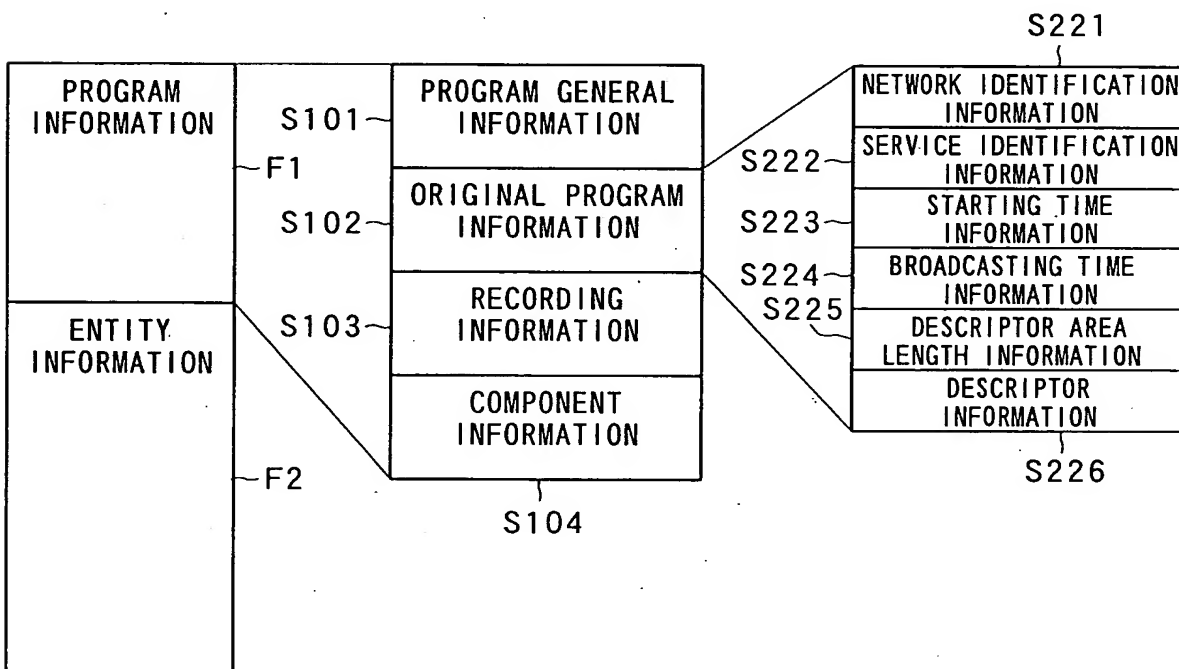 PROGRAM
INFORMATION
F1
ENTITY
INFORMATION
F2
S101
PROGRAM GENERAL
INFORMATION
S102
ORIGINAL PROGRAM
INFORMATION
S103
RECORDING
INFORMATION
COMPONENT
INFORMATION
S104
S221
NETWORK IDENTIFICATION
INFORMATION
S222
SERVICE IDENTIFICATION
INFORMATION
S223
STARTING TIME
INFORMATION
S224
BROADCASTING TIME
INFORMATION
S225
DESCRIPTOR AREA
LENGTH INFORMATION
DESCRIPTOR
INFORMATION
S226